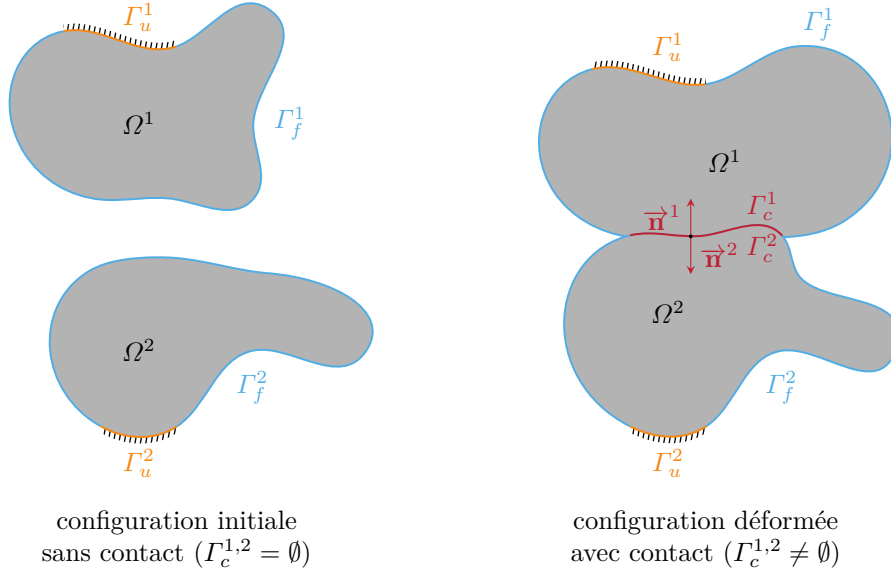 Γ_u^1
Ω^1
Γ_f^1
Ω^2
Γ_f^2
Γ_u^2
configuration initiale
sans contact (Γ_c^{1,2} = ∅)
Γ_f^1
Γ_u^1
Ω^1
n⃗^1
Γ_c^1
n⃗^2
Γ_c^2
Ω^2
Γ_f^2
Γ_u^2
configuration déformée
avec contact (Γ_c^{1,2} ≠ ∅)